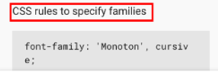 CSS rules to specify families
font-family: 'Monoton', cursiv
e;